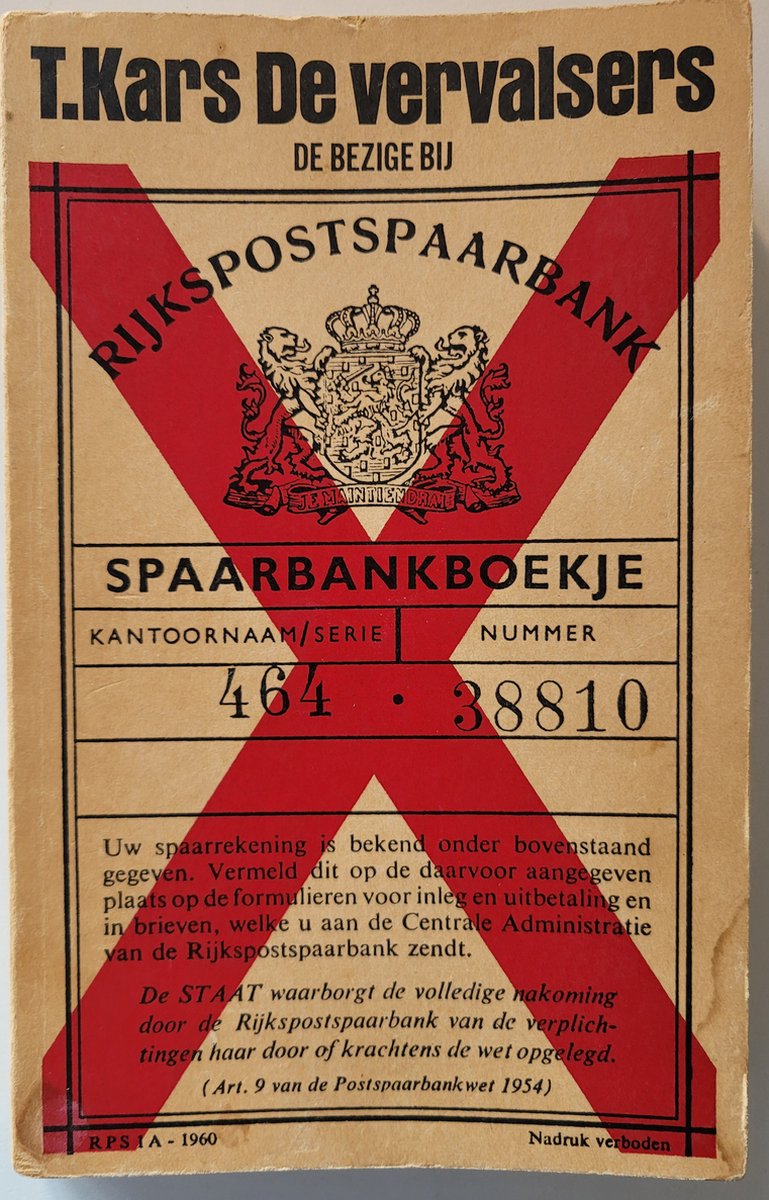 T.Kars De vervalsers
DE BEZIGE BIJ
RIJKSPOSTSPAARBANK
JE MAINTIENDRAI
SPAARBANKBOEKJE
KANTOORNAAM/SERIE NUMMER
464 · 38810
Uw spaarrekening is bekend onder bovenstaand
gegeven. Vermeld dit op de daarvoor aangegeven
plaats op de formulieren voor inleg en uitbetaling en
in brieven, welke u aan de Centrale Administratie
van de Rijkspostspaarbank zendt.
De STAAT waarborgt de volledige nakoming
door de Rijkspostspaarbank van de verplich-
tingen haar door of krachtens de wet opgelegd.
(Art. 9 van de Postspaarbankwet 1954)
RPS 1 A - 1960 Nadruk verboden